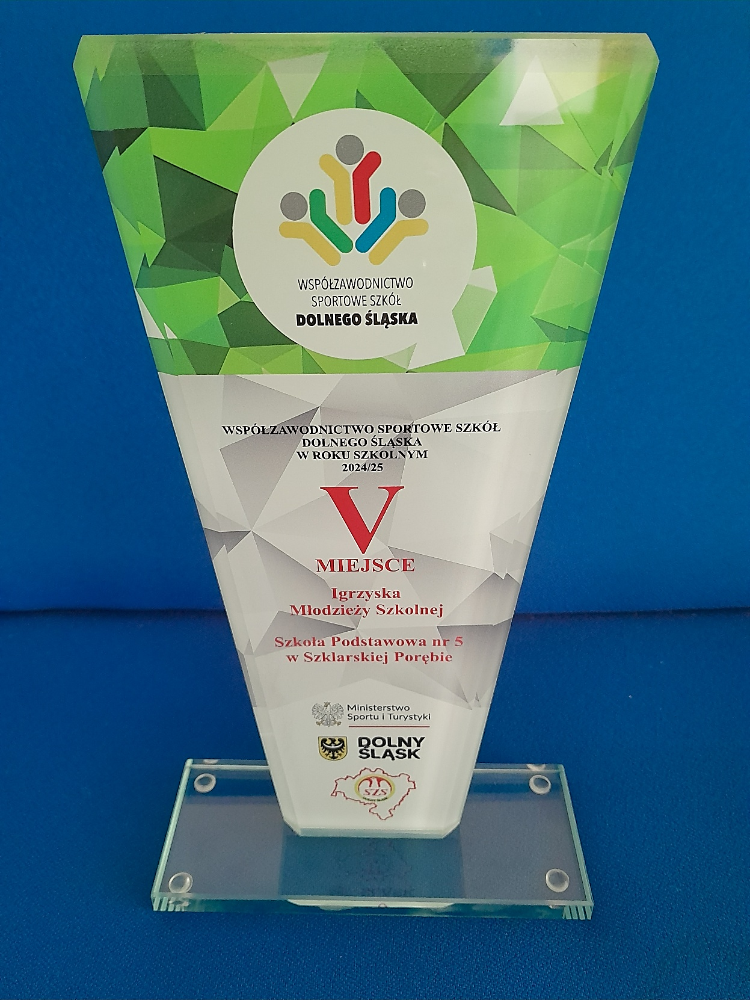 WSPÓŁZAWODNICTWO
SPORTOWE SZKÓŁ
DOLNEGO ŚLĄSKA
WSPÓŁZAWODNICTWO SPORTOWE SZKÓŁ
DOLNEGO ŚLĄSKA
W ROKU SZKOLNYM
2024/25
V
MIEJSCE
Igrzyska
Młodzieży Szkolnej
Szkoła Podstawowa nr 5
w Szklarskiej Porębie
Ministerstwo
Sportu i Turystyki
DOLNY
ŚLĄSK
SZS